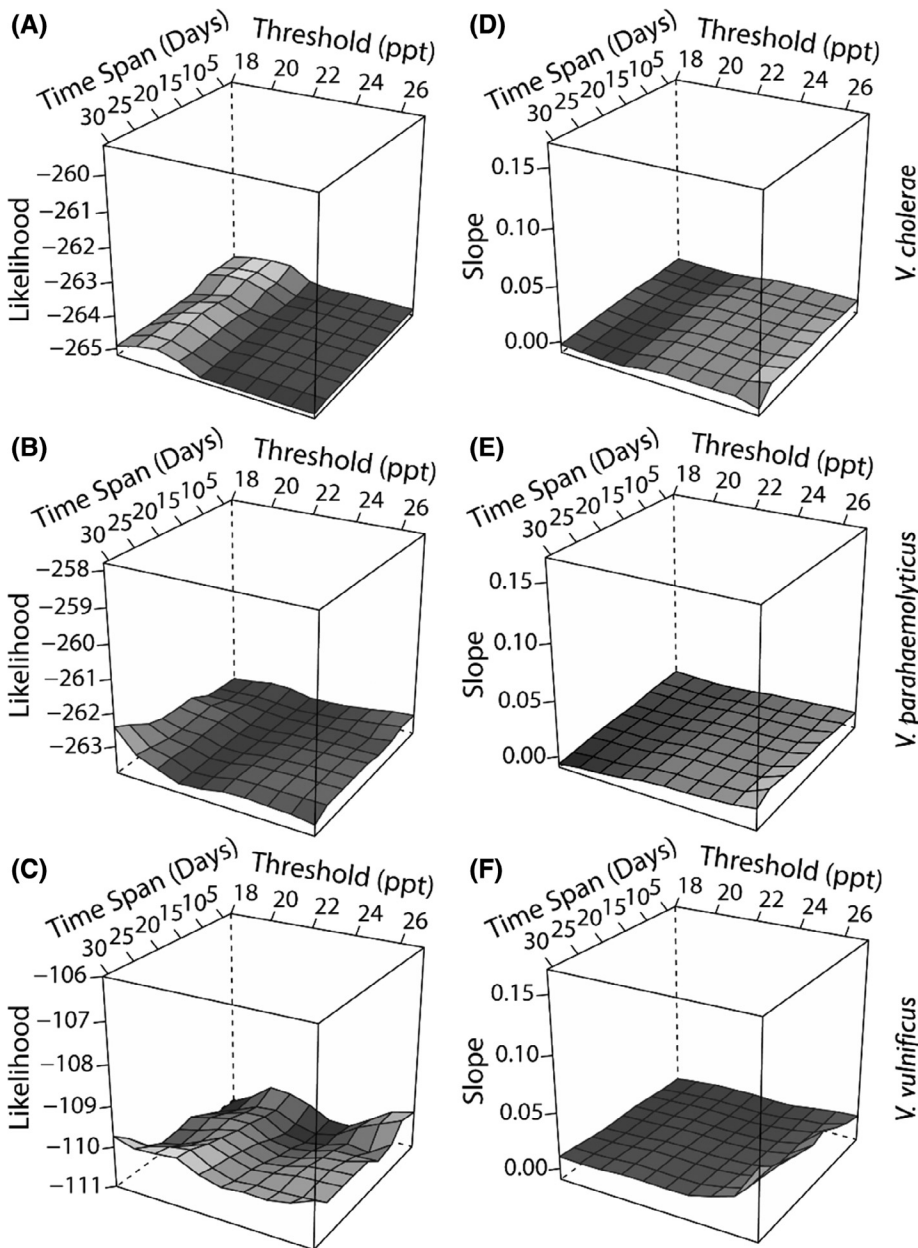 (A)
Time Span (Days)
Threshold (ppt)
30 25 20 15 10 5
18 20 22 24 26
Likelihood
−260
−261
−262
−263
−264
−265
(D)
Time Span (Days)
Threshold (ppt)
30 25 20 15 10 5
18 20 22 24 26
Slope
0.15
0.10
0.05
0.00
V. cholerae
(B)
Time Span (Days)
Threshold (ppt)
30 25 20 15 10 5
18 20 22 24 26
Likelihood
−258
−259
−260
−261
−262
−263
(E)
Time Span (Days)
Threshold (ppt)
30 25 20 15 10 5
18 20 22 24 26
Slope
0.15
0.10
0.05
0.00
V. parahaemolyticus
(C)
Time Span (Days)
Threshold (ppt)
30 25 20 15 10 5
18 20 22 24 26
Likelihood
−106
−107
−108
−109
−110
−111
(F)
Time Span (Days)
Threshold (ppt)
30 25 20 15 10 5
18 20 22 24 26
Slope
0.15
0.10
0.05
0.00
V. vulnificus